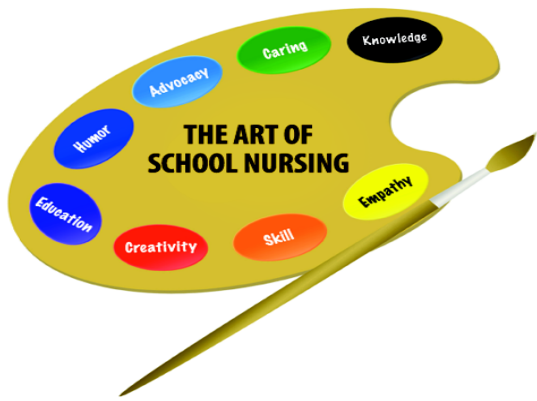 Knowledge
Caring
Advocacy
Humor
THE ART OF
SCHOOL NURSING
Education
Creativity
Skill
Empathy